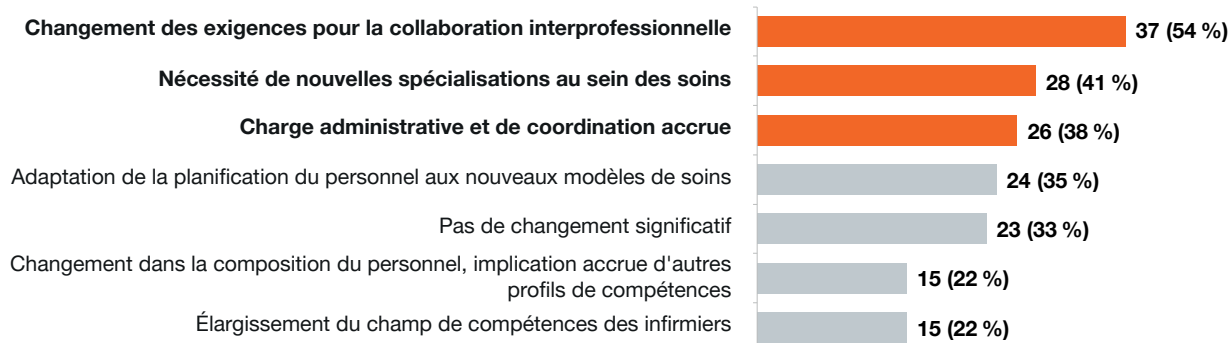 Changement des exigences pour la collaboration interprofessionnelle 37 (54 %)
Nécessité de nouvelles spécialisations au sein des soins 28 (41 %)
Charge administrative et de coordination accrue 26 (38 %)
Adaptation de la planification du personnel aux nouveaux modèles de soins 24 (35 %)
Pas de changement significatif 23 (33 %)
Changement dans la composition du personnel, implication accrue d'autres
profils de compétences 15 (22 %)
Élargissement du champ de compétences des infirmiers 15 (22 %)